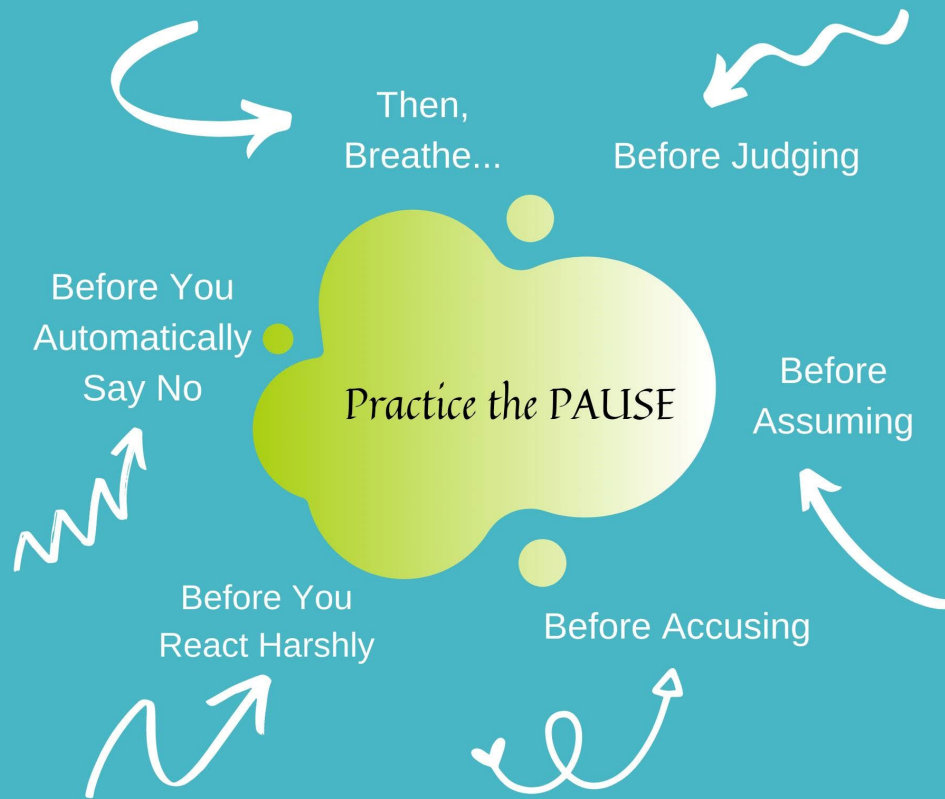 Practice the PAUSE
Before Judging
Before
Assuming
Before Accusing
Before You
React Harshly
Before You
Automatically
Say No
Then,
Breathe...